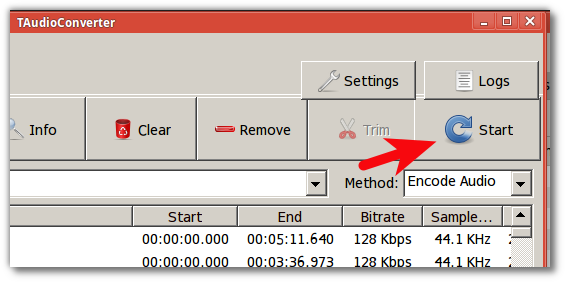 TAudioConverter
Settings Logs
Info Clear Remove Trim Start
Method: Encode Audio
Start End Bitrate Sample...
00:00:00.000 00:05:11.640 128 Kbps 44.1 KHz
00:00:00.000 00:03:36.973 128 Kbps 44.1 KHz